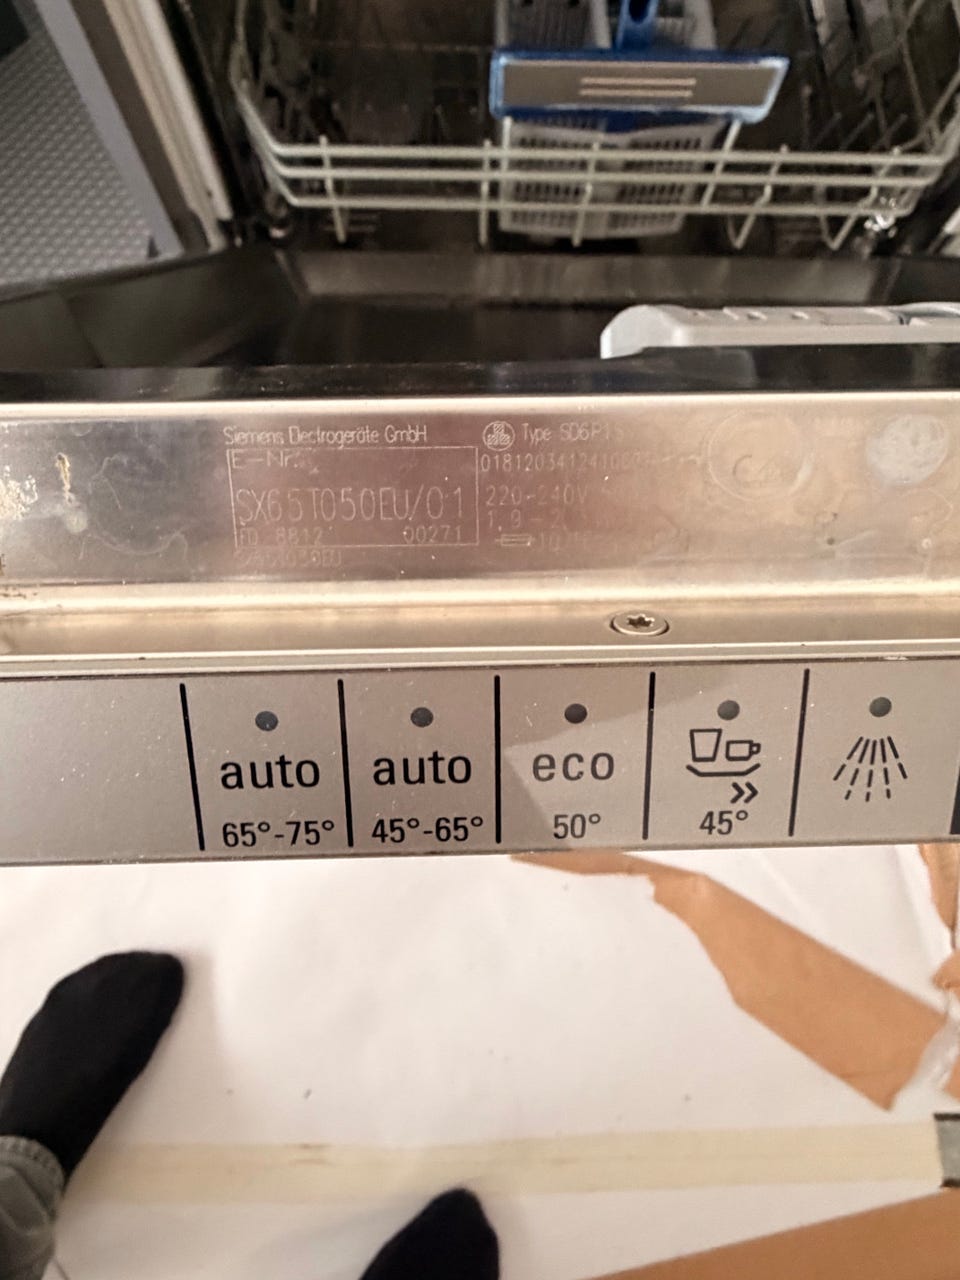 Siemens Electrogeräte GmbH
E-Nr.
SX65T050EU/01
FD 8812 00271
Type SD6P1S
220-240V
auto
65°-75°
auto
45°-65°
eco
50°
45°